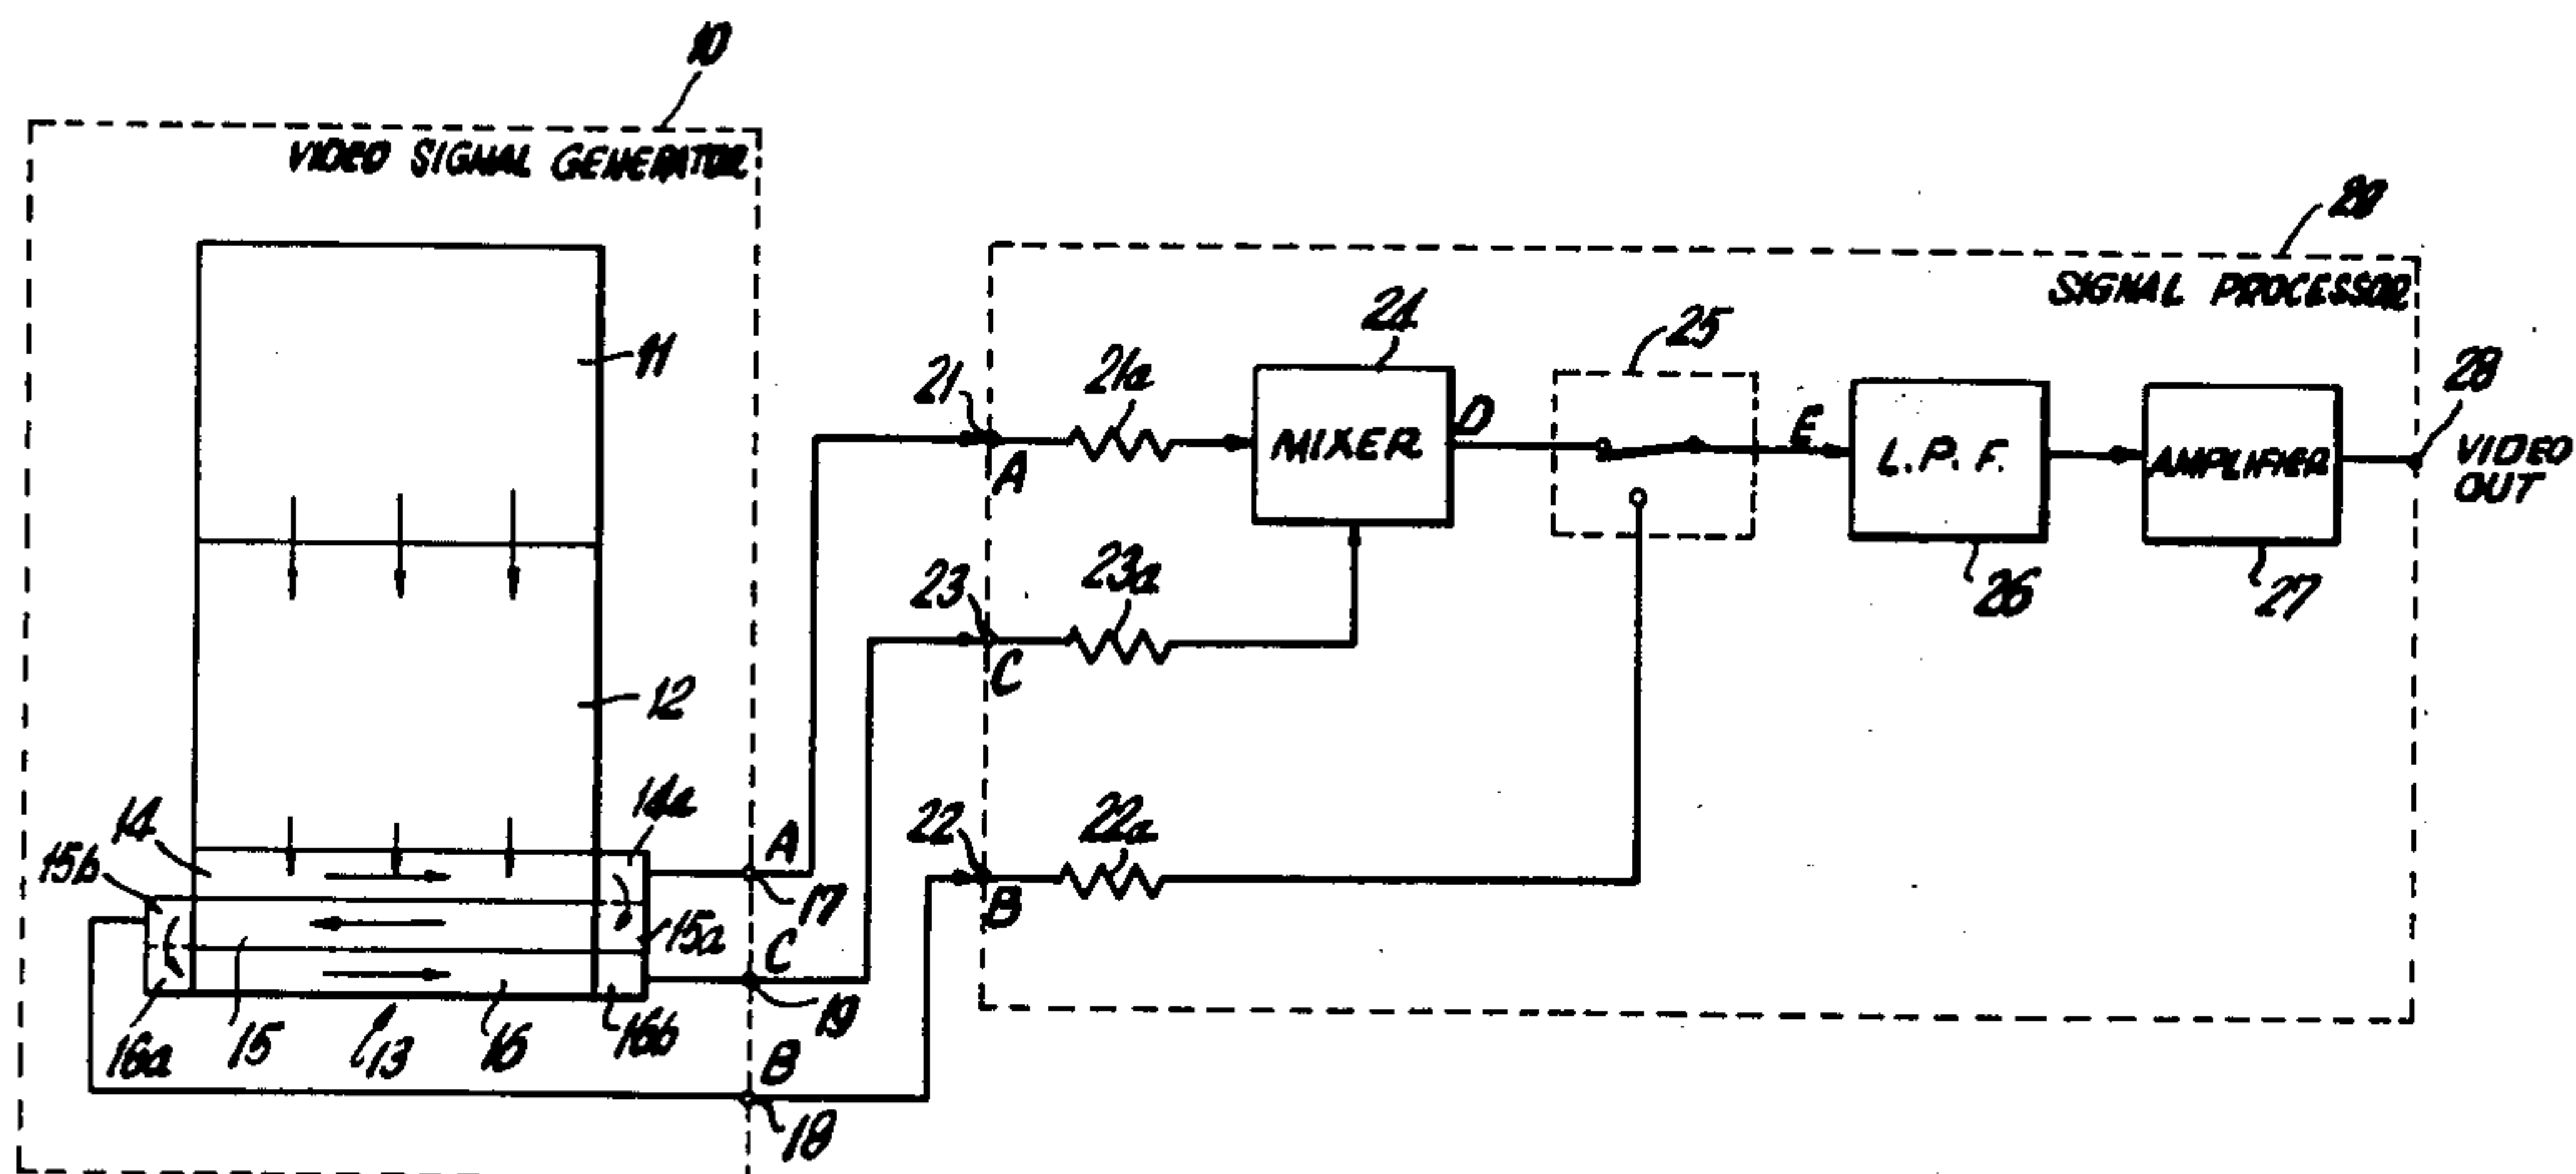 10
VIDEO SIGNAL GENERATOR
20
SIGNAL PROCESSOR
11
21
21a
24
25
28
A
MIXER
D
E
L.P.F.
AMPLIFIER
VIDEO
OUT
23
23a
26
27
C
12
14
14a
15b
A
17
22
22a
B
15a
C
19
16a
15
13
16
16b
B
18